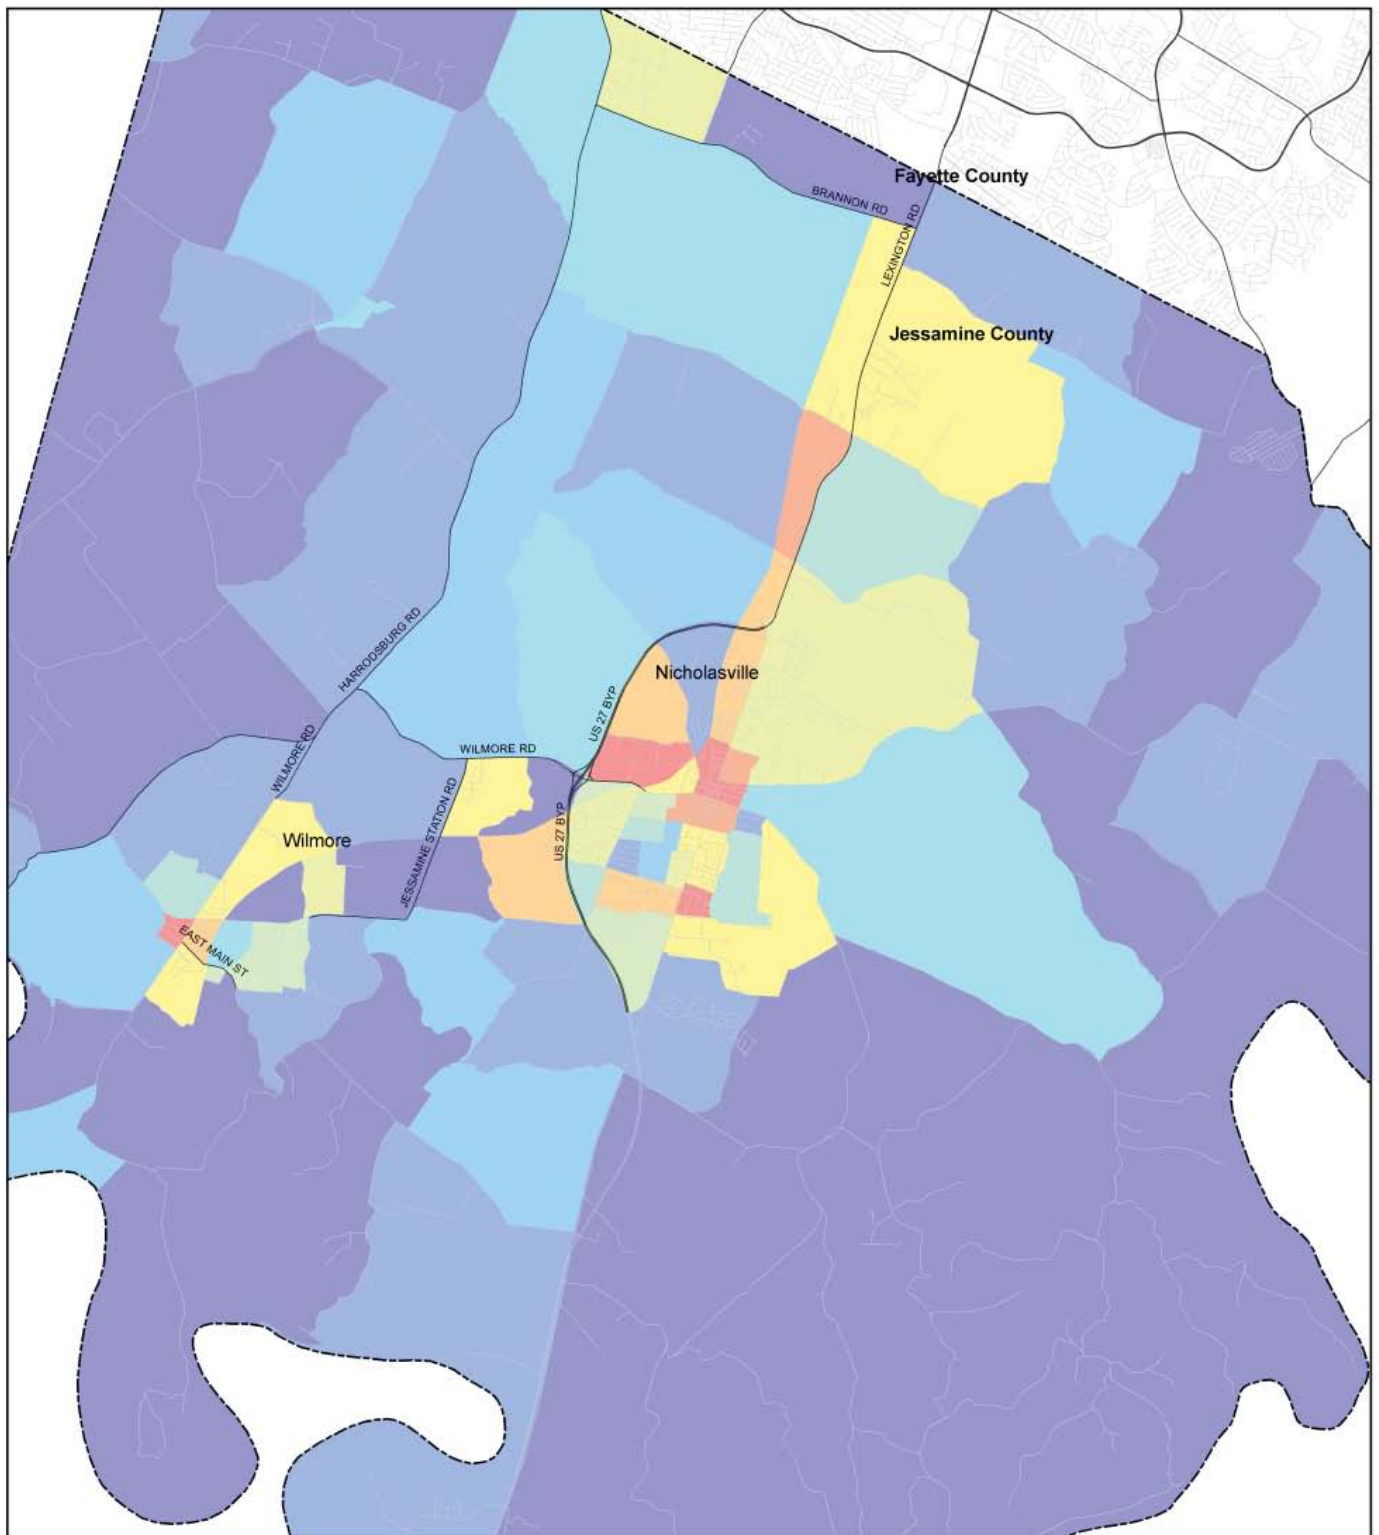 Fayette County
BRANNON RD
LEXINGTON RD
Jessamine County
HARRODSBURG RD
Nicholasville
US 27 BYP
WILMORE RD
WILMORE RD
JESSAMINE STATION RD
US 27 BYP
Wilmore
EAST MAIN ST